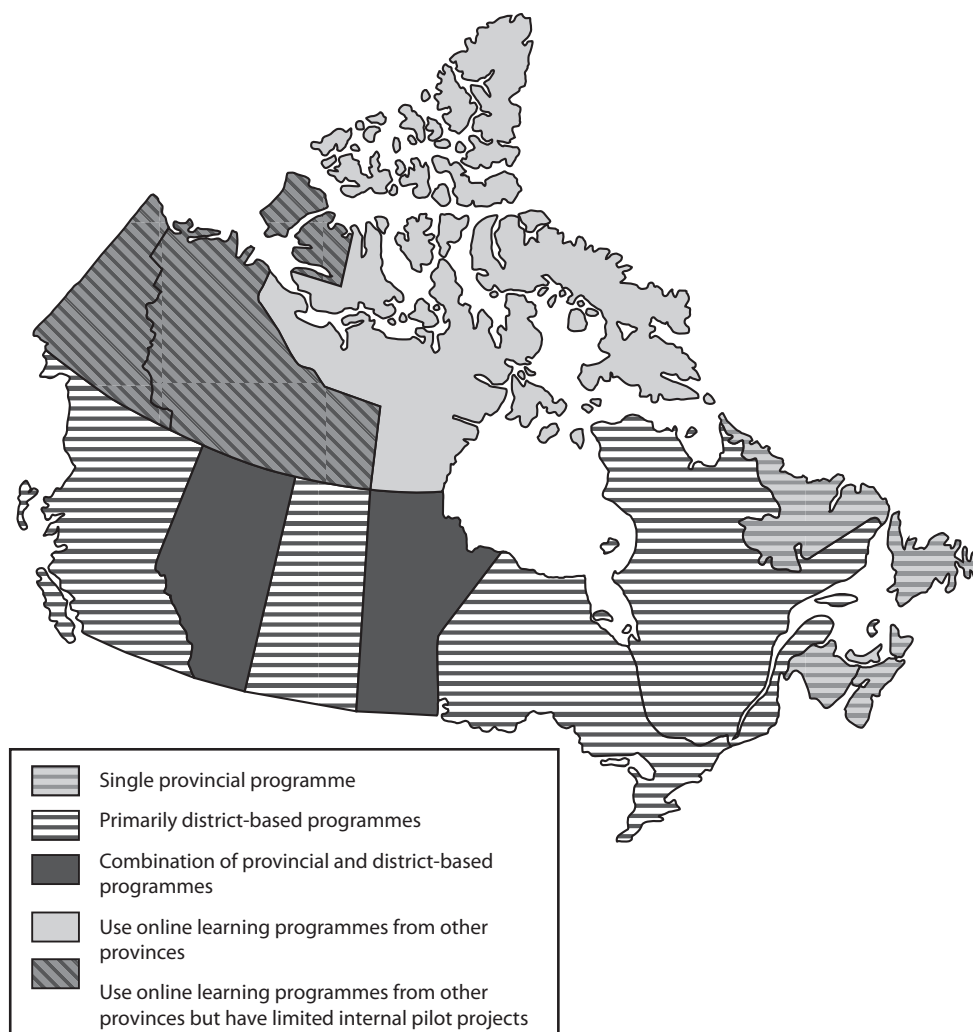 Single provincial programme
Primarily district-based programmes
Combination of provincial and district-based
programmes
Use online learning programmes from other
provinces
Use online learning programmes from other
provinces but have limited internal pilot projects